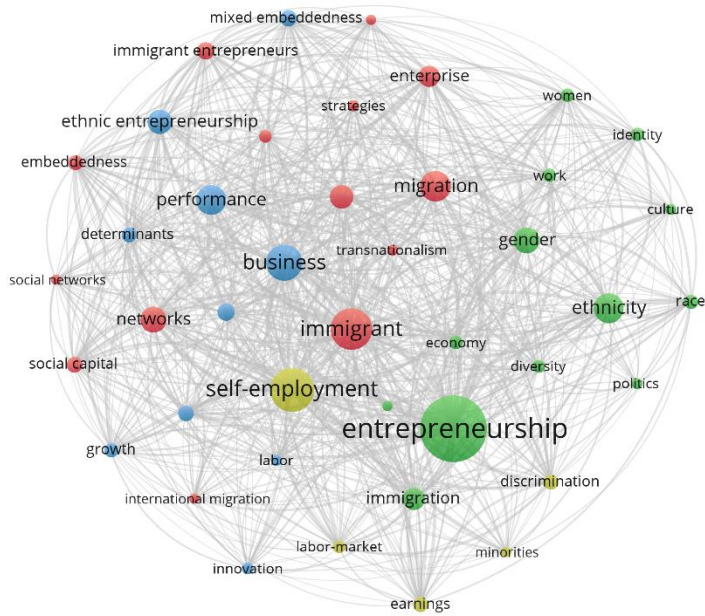 mixed embeddedness
immigrant entrepreneurs
enterprise
women
strategies
ethnic entrepreneurship
identity
embeddedness
work
migration
performance
culture
determinants
gender
transnationalism
business
social networks
race
ethnicity
networks
immigrant
economy
social capital
diversity
politics
self-employment
entrepreneurship
growth
labor
discrimination
international migration
immigration
labor-market
minorities
innovation
earnings